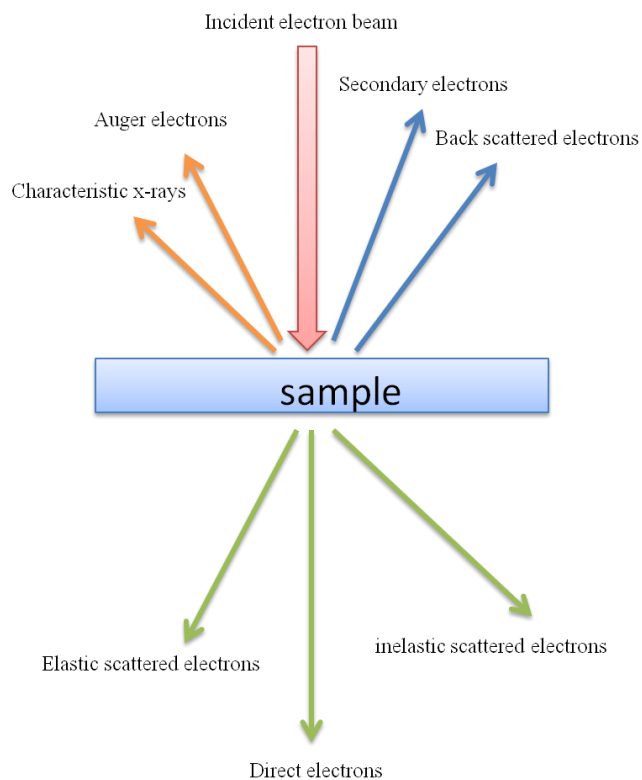 Incident electron beam
Secondary electrons
Auger electrons
Back scattered electrons
Characteristic x-rays
sample
Elastic scattered electrons
inelastic scattered electrons
Direct electrons